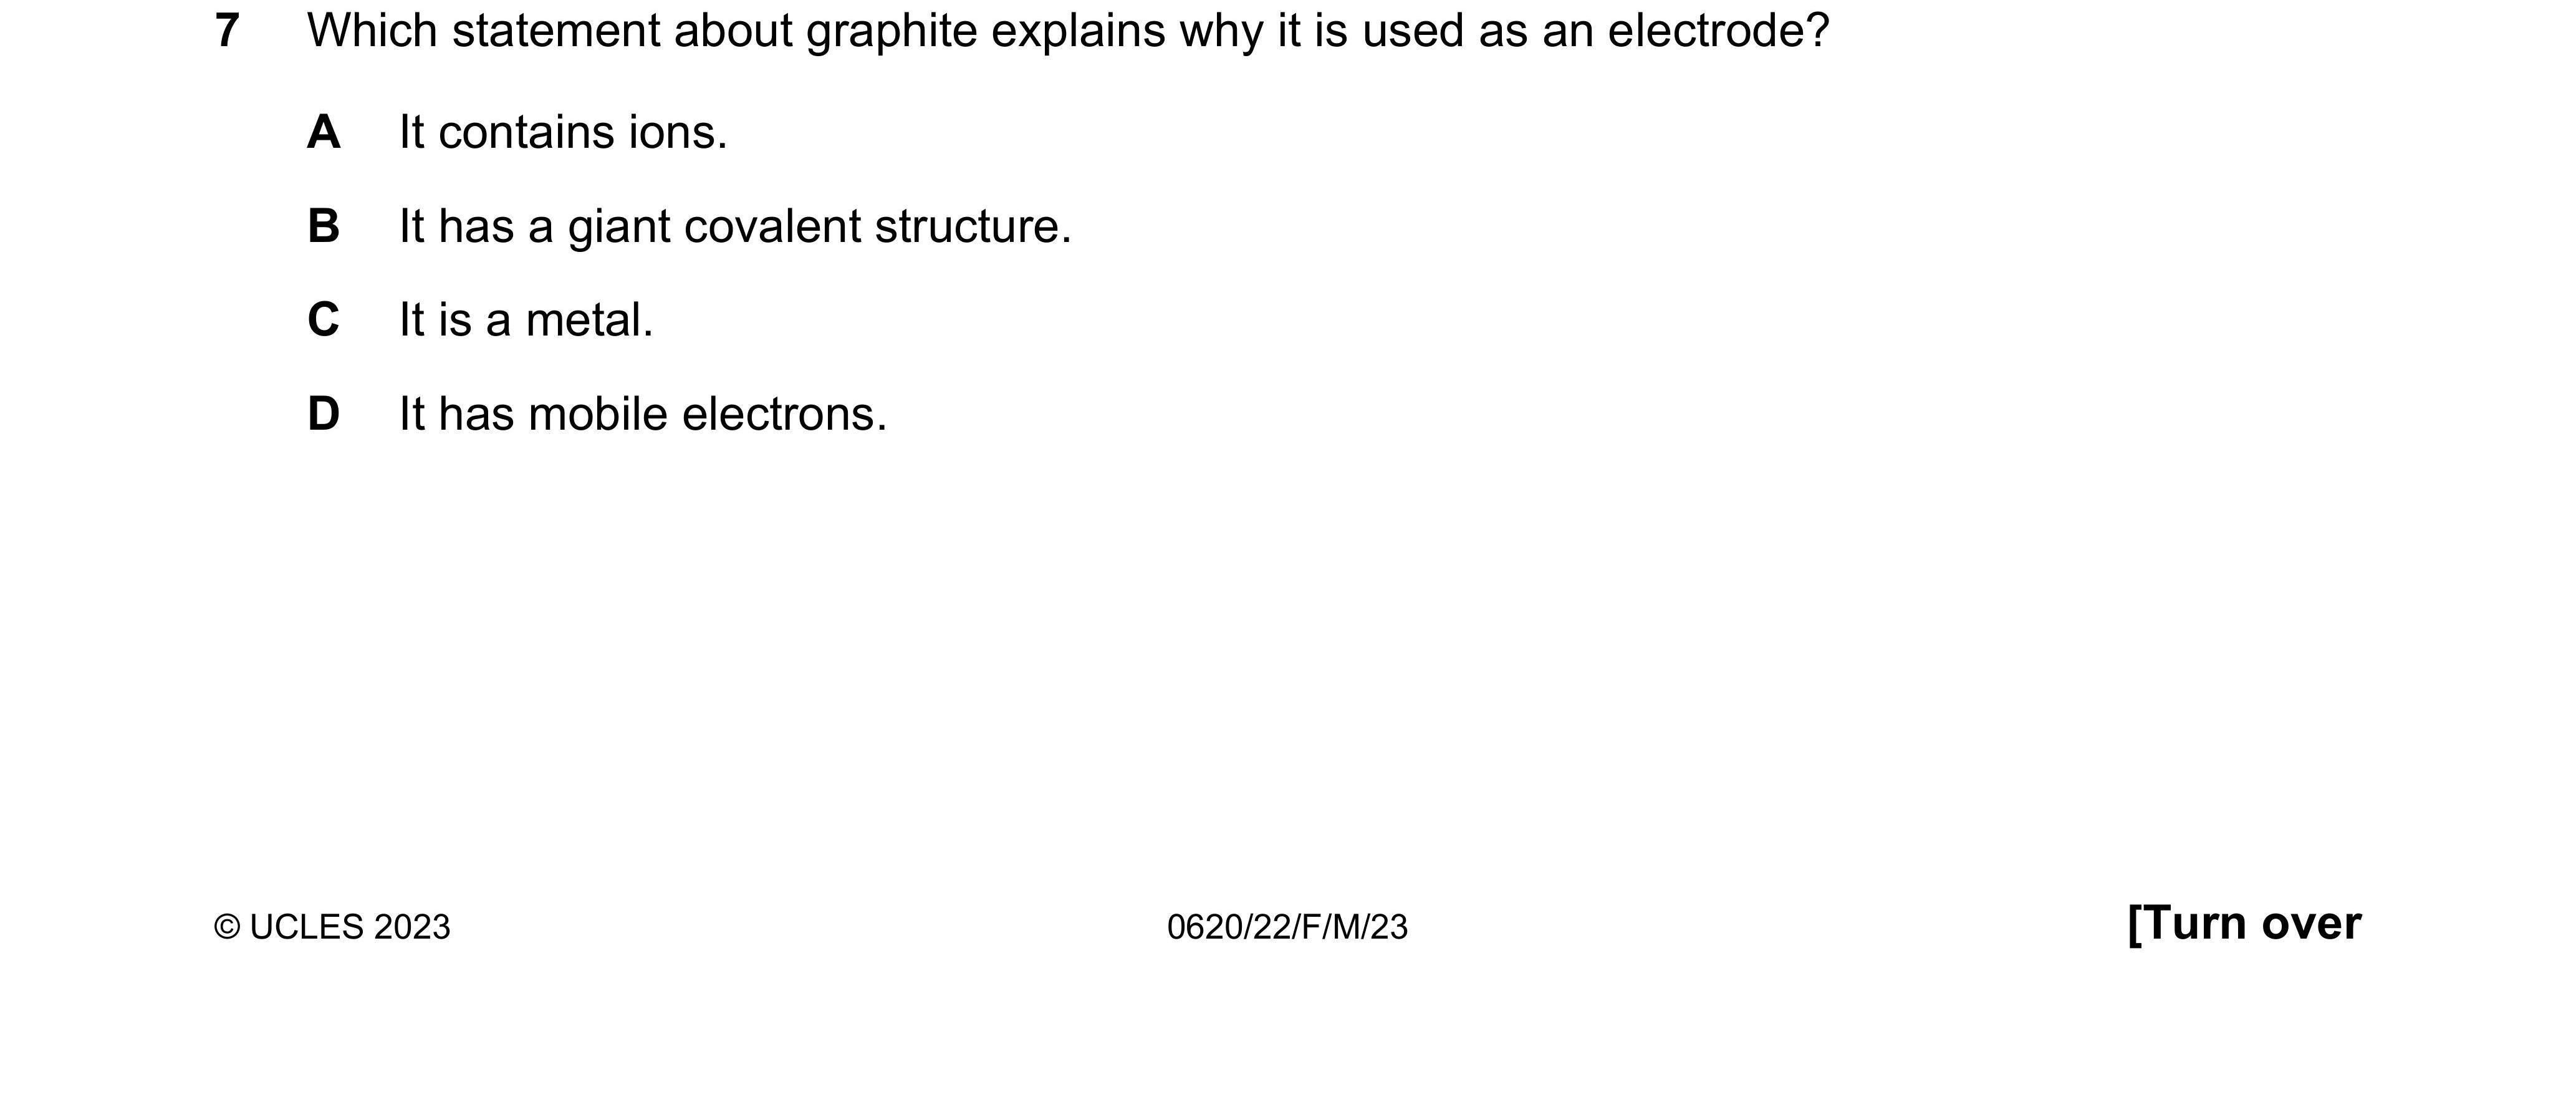 7 Which statement about graphite explains why it is used as an electrode?
A It contains ions.
B It has a giant covalent structure.
C It is a metal.
D It has mobile electrons.
© UCLES 2023 0620/22/F/M/23 [Turn over